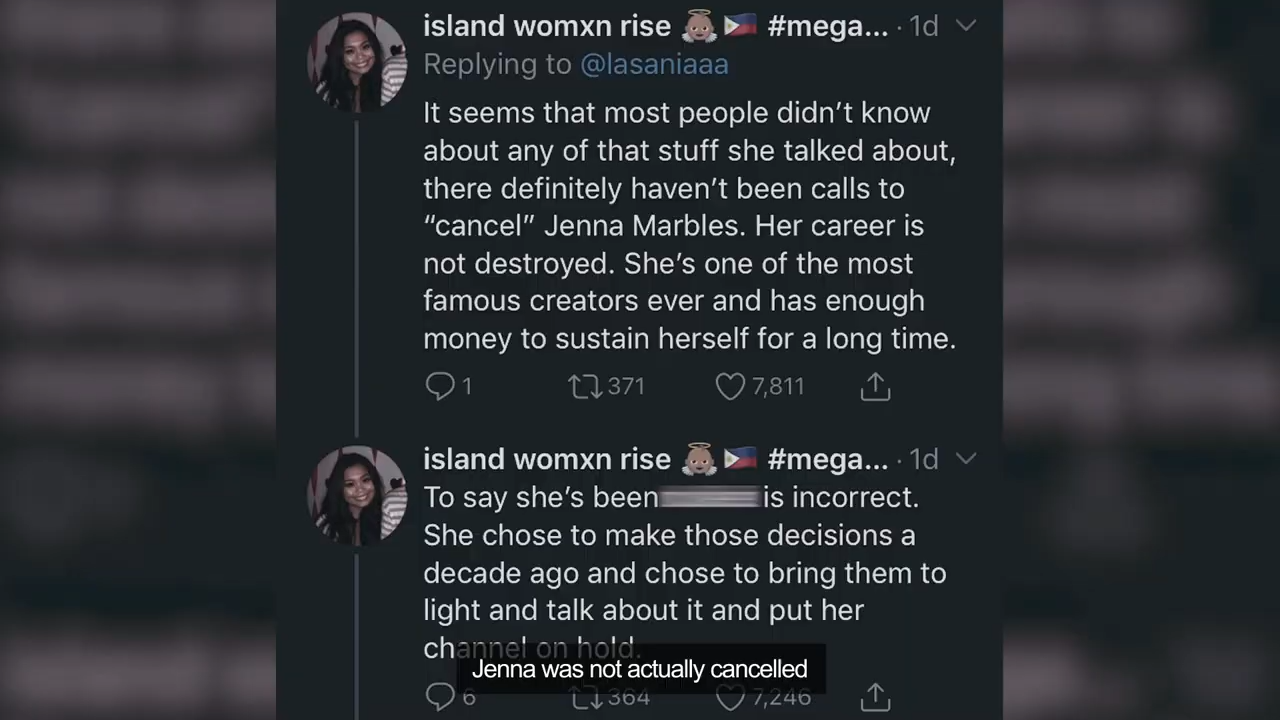 island womxn rise 👼🏽🇵🇭 #mega... · 1d
Replying to @lasaniaaa
It seems that most people didn’t know
about any of that stuff she talked about,
there definitely haven’t been calls to
“cancel” Jenna Marbles. Her career is
not destroyed. She’s one of the most
famous creators ever and has enough
money to sustain herself for a long time.
1 371 7,811
island womxn rise 👼🏽🇵🇭 #mega... · 1d
To say she’s been is incorrect.
She chose to make those decisions a
decade ago and chose to bring them to
light and talk about it and put her
channel on hold.
Jenna was not actually cancelled
6 364 7,246